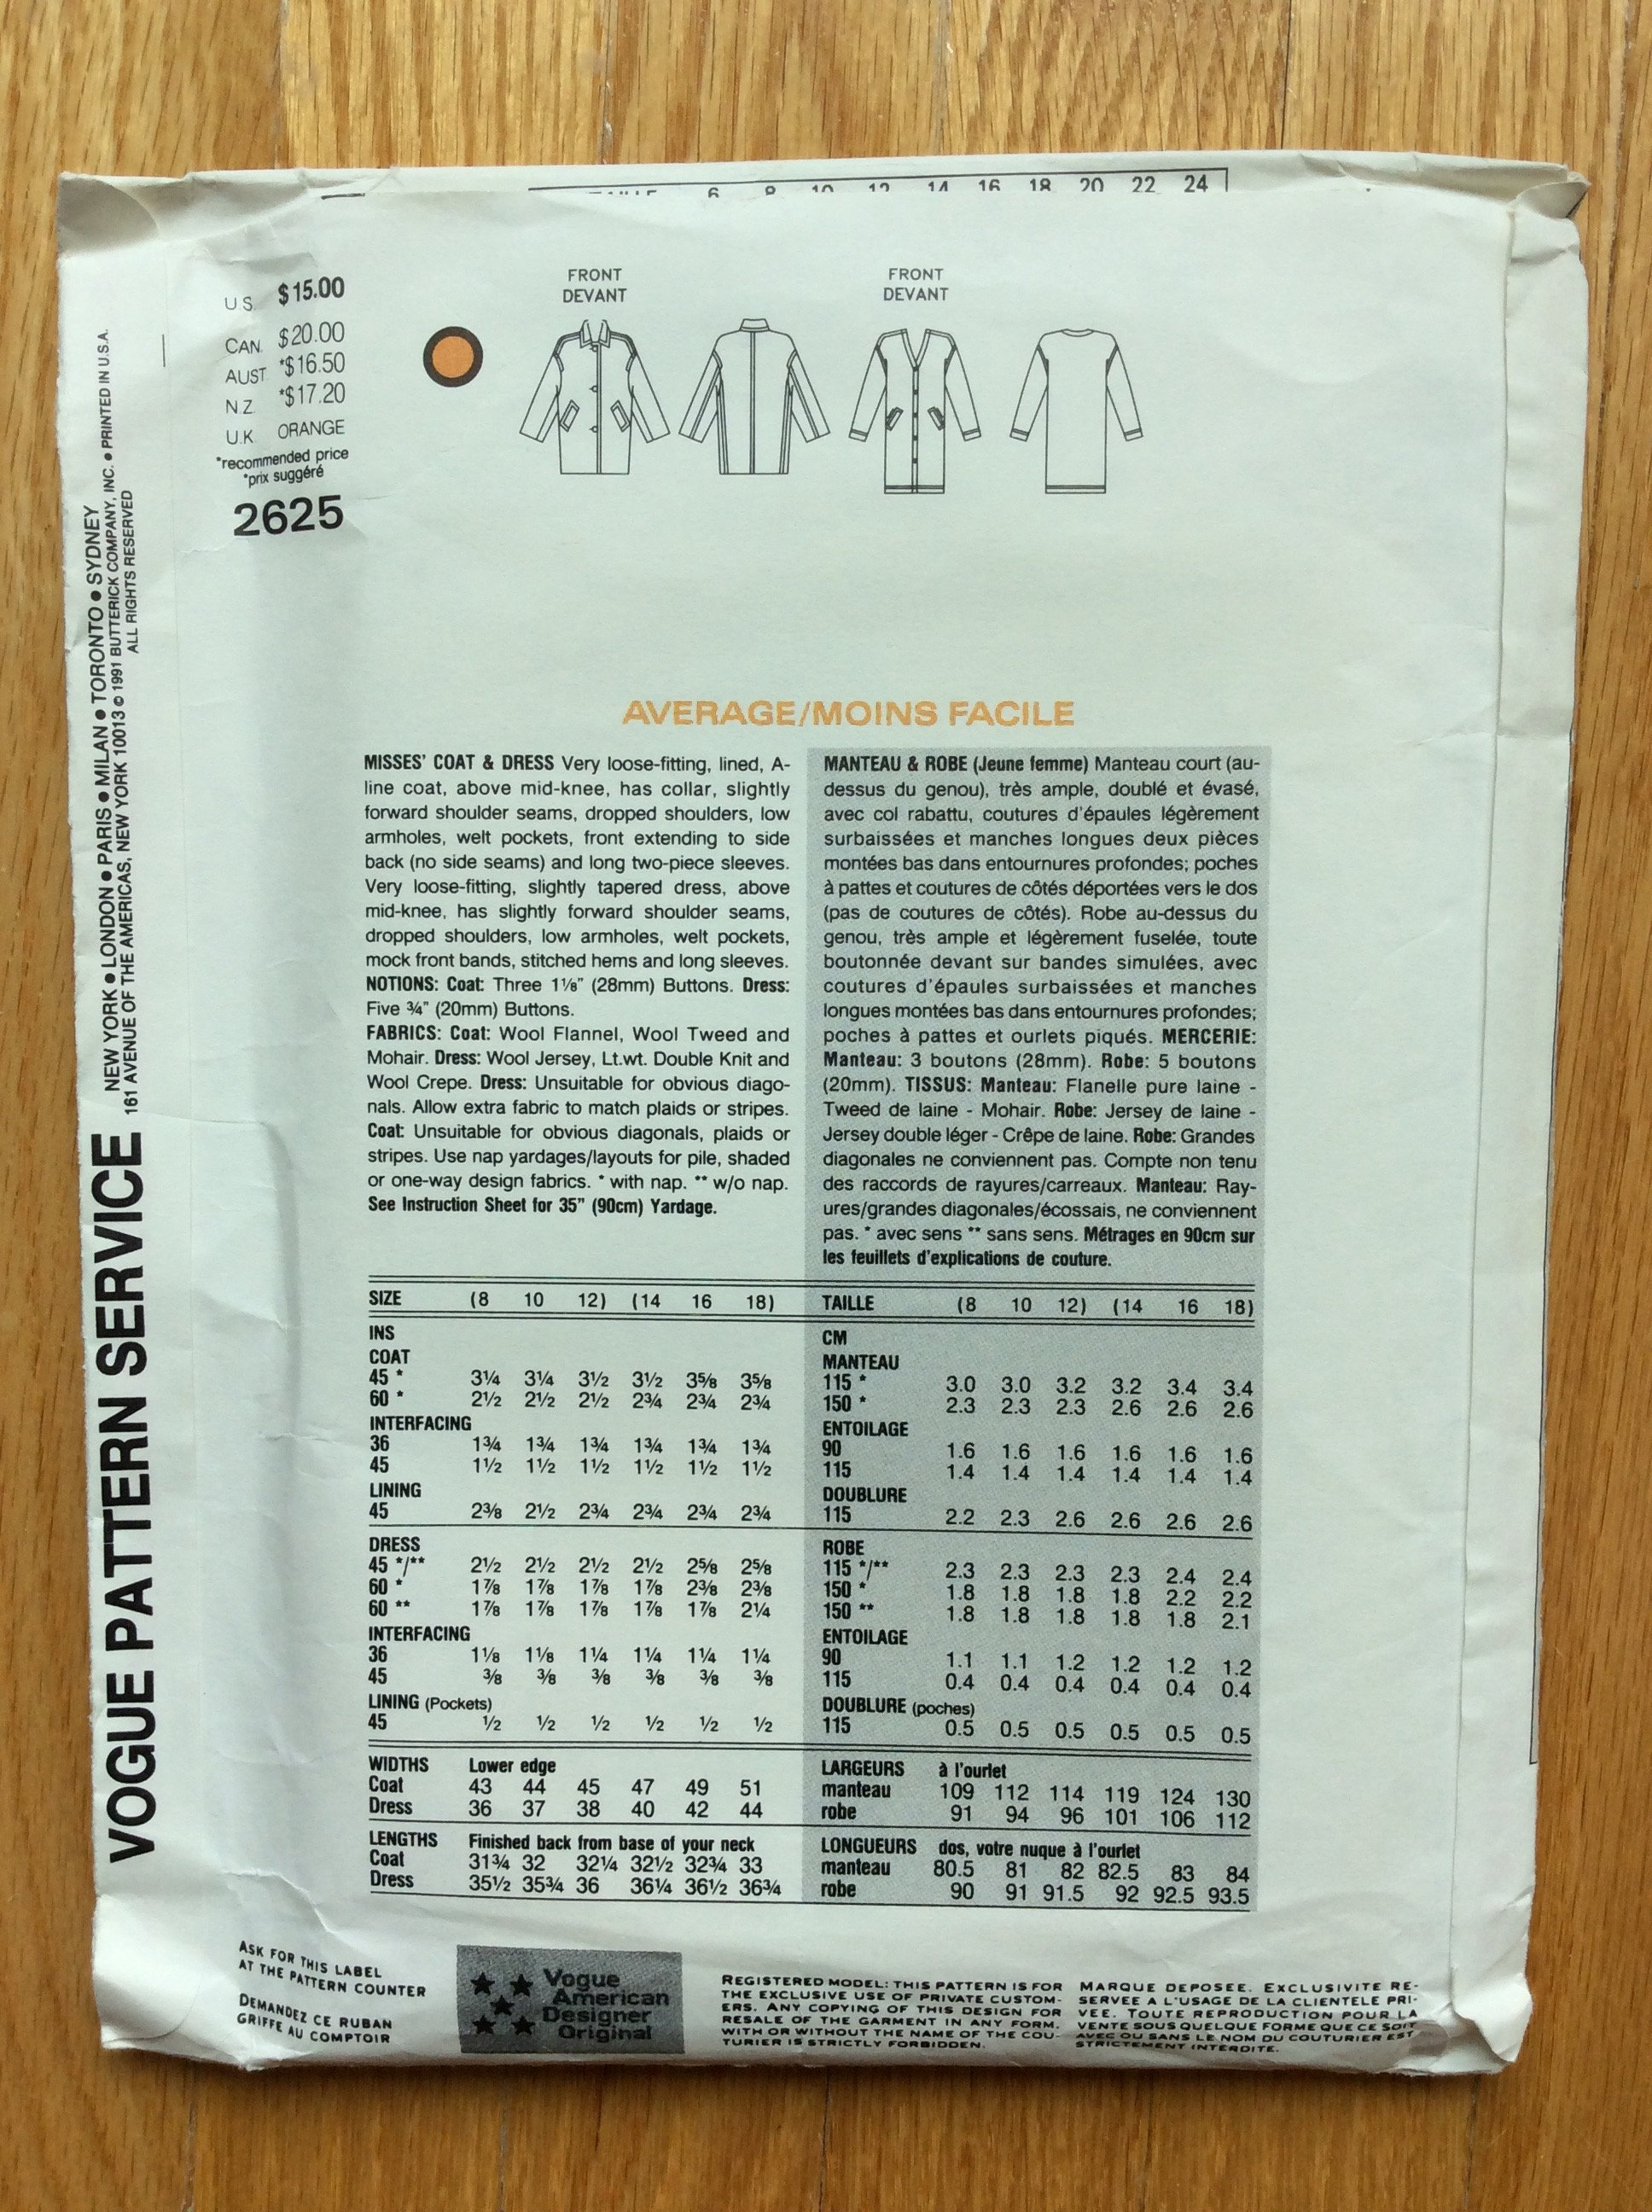 6 8 10 12 14 16 18 20 22 24
U.S. $15.00
CAN. $20.00
AUST. *$16.50
N.Z. *$17.20
U.K. ORANGE
*recommended price
*prix suggéré
2625
FRONT
DEVANT
FRONT
DEVANT
VOGUE PATTERN SERVICE
NEW YORK ● LONDON ● PARIS ● MILAN ● TORONTO ● SYDNEY
161 AVENUE OF THE AMERICAS, NEW YORK 10013 © 1991 BUTTERICK COMPANY, INC. ● PRINTED IN U.S.A.
ALL RIGHTS RESERVED
AVERAGE/MOINS FACILE
MISSES' COAT & DRESS Very loose-fitting, lined, A-
line coat, above mid-knee, has collar, slightly
forward shoulder seams, dropped shoulders, low
armholes, welt pockets, front extending to side
back (no side seams) and long two-piece sleeves.
Very loose-fitting, slightly tapered dress, above
mid-knee, has slightly forward shoulder seams,
dropped shoulders, low armholes, welt pockets,
mock front bands, stitched hems and long sleeves.
NOTIONS: Coat: Three 1⅛" (28mm) Buttons. Dress:
Five ¾" (20mm) Buttons.
FABRICS: Coat: Wool Flannel, Wool Tweed and
Mohair. Dress: Wool Jersey, Lt.wt. Double Knit and
Wool Crepe. Dress: Unsuitable for obvious diago-
nals. Allow extra fabric to match plaids or stripes.
Coat: Unsuitable for obvious diagonals, plaids or
stripes. Use nap yardages/layouts for pile, shaded
or one-way design fabrics. * with nap. ** w/o nap.
See Instruction Sheet for 35" (90cm) Yardage.
MANTEAU & ROBE (Jeune femme) Manteau court (au-
dessus du genou), très ample, doublé et évasé,
avec col rabattu, coutures d'épaules légèrement
surbaissées et manches longues deux pièces
montées bas dans entournures profondes; poches
à pattes et coutures de côtés déportées vers le dos
(pas de coutures de côtés). Robe au-dessus du
genou, très ample et légèrement fuselée, toute
boutonnée devant sur bandes simulées, avec
coutures d'épaules surbaissées et manches
longues montées bas dans entournures profondes;
poches à pattes et ourlets piqués. MERCERIE:
Manteau: 3 boutons (28mm). Robe: 5 boutons
(20mm). TISSUS: Manteau: Flanelle pure laine -
Tweed de laine - Mohair. Robe: Jersey de laine -
Jersey double léger - Crêpe de laine. Robe: Grandes
diagonales ne conviennent pas. Compte non tenu
des raccords de rayures/carreaux. Manteau: Ray-
ures/grandes diagonales/écossais, ne conviennent
pas. * avec sens ** sans sens. Métrages en 90cm sur
les feuillets d'explications de couture.
SIZE (8 10 12) (14 16 18)
INS
COAT
45 * 3¼ 3¼ 3½ 3½ 3⅝ 3⅝
60 * 2½ 2½ 2½ 2¾ 2¾ 2¾
INTERFACING
36 1¾ 1¾ 1¾ 1¾ 1¾ 1¾
45 1½ 1½ 1½ 1½ 1½ 1½
LINING
45 2⅜ 2½ 2¾ 2¾ 2¾ 2¾
DRESS
45 */** 2½ 2½ 2½ 2½ 2⅝ 2⅝
60 * 1⅞ 1⅞ 1⅞ 1⅞ 2⅜ 2⅜
60 ** 1⅞ 1⅞ 1⅞ 1⅞ 1⅞ 2¼
INTERFACING
36 1⅛ 1⅛ 1¼ 1¼ 1¼ 1¼
45 ⅜ ⅜ ⅜ ⅜ ⅜ ⅜
LINING (Pockets)
45 ½ ½ ½ ½ ½ ½
WIDTHS Lower edge
Coat 43 44 45 47 49 51
Dress 36 37 38 40 42 44
LENGTHS Finished back from base of your neck
Coat 31¾ 32 32¼ 32½ 32¾ 33
Dress 35½ 35¾ 36 36¼ 36½ 36¾
TAILLE (8 10 12) (14 16 18)
CM
MANTEAU
115 * 3.0 3.0 3.2 3.2 3.4 3.4
150 * 2.3 2.3 2.3 2.6 2.6 2.6
ENTOILAGE
90 1.6 1.6 1.6 1.6 1.6 1.6
115 1.4 1.4 1.4 1.4 1.4 1.4
DOUBLURE
115 2.2 2.3 2.6 2.6 2.6 2.6
ROBE
115 */** 2.3 2.3 2.3 2.3 2.4 2.4
150 * 1.8 1.8 1.8 1.8 2.2 2.2
150 ** 1.8 1.8 1.8 1.8 1.8 2.1
ENTOILAGE
90 1.1 1.1 1.2 1.2 1.2 1.2
115 0.4 0.4 0.4 0.4 0.4 0.4
DOUBLURE (poches)
115 0.5 0.5 0.5 0.5 0.5 0.5
LARGEURS à l'ourlet
manteau 109 112 114 119 124 130
robe 91 94 96 101 106 112
LONGUEURS dos, votre nuque à l'ourlet
manteau 80.5 81 82 82.5 83 84
robe 90 91 91.5 92 92.5 93.5
ASK FOR THIS LABEL
AT THE PATTERN COUNTER
DEMANDEZ CE RUBAN
GRIFFE AU COMPTOIR
Vogue
American
Designer
Original
REGISTERED MODEL: THIS PATTERN IS FOR
THE EXCLUSIVE USE OF PRIVATE CUSTOM-
ERS. ANY COPYING OF THIS DESIGN FOR
RESALE OF THE GARMENT IN ANY FORM,
WITH OR WITHOUT THE NAME OF THE COU-
TURIER IS STRICTLY FORBIDDEN.
MARQUE DEPOSEE. EXCLUSIVITE RE-
SERVEE A L'USAGE DE LA CLIENTELE PRI-
VEE. TOUTE REPRODUCTION POUR LA
VENTE SOUS QUELQUE FORME QUE CE SOIT
AVEC OU SANS LE NOM DU COUTURIER EST
STRICTEMENT INTERDITE.